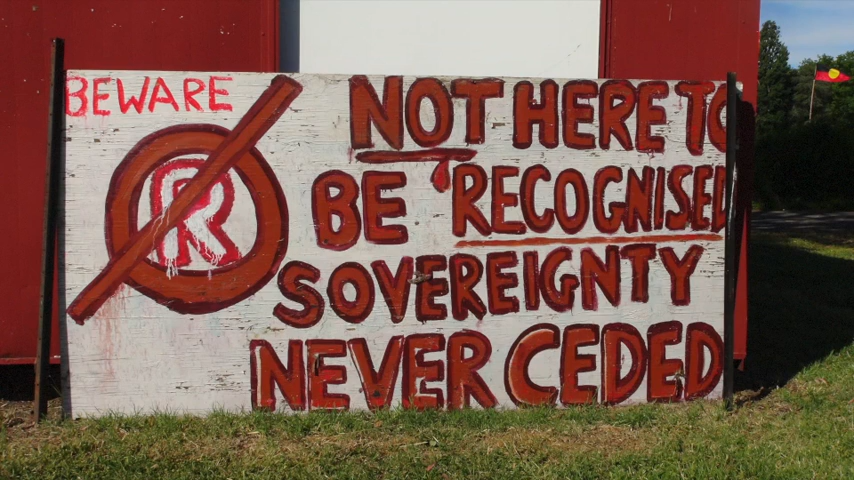 BEWARE
R
NOT HERE TO
BE RECOGNISED
SOVEREIGNTY
NEVER CEDED